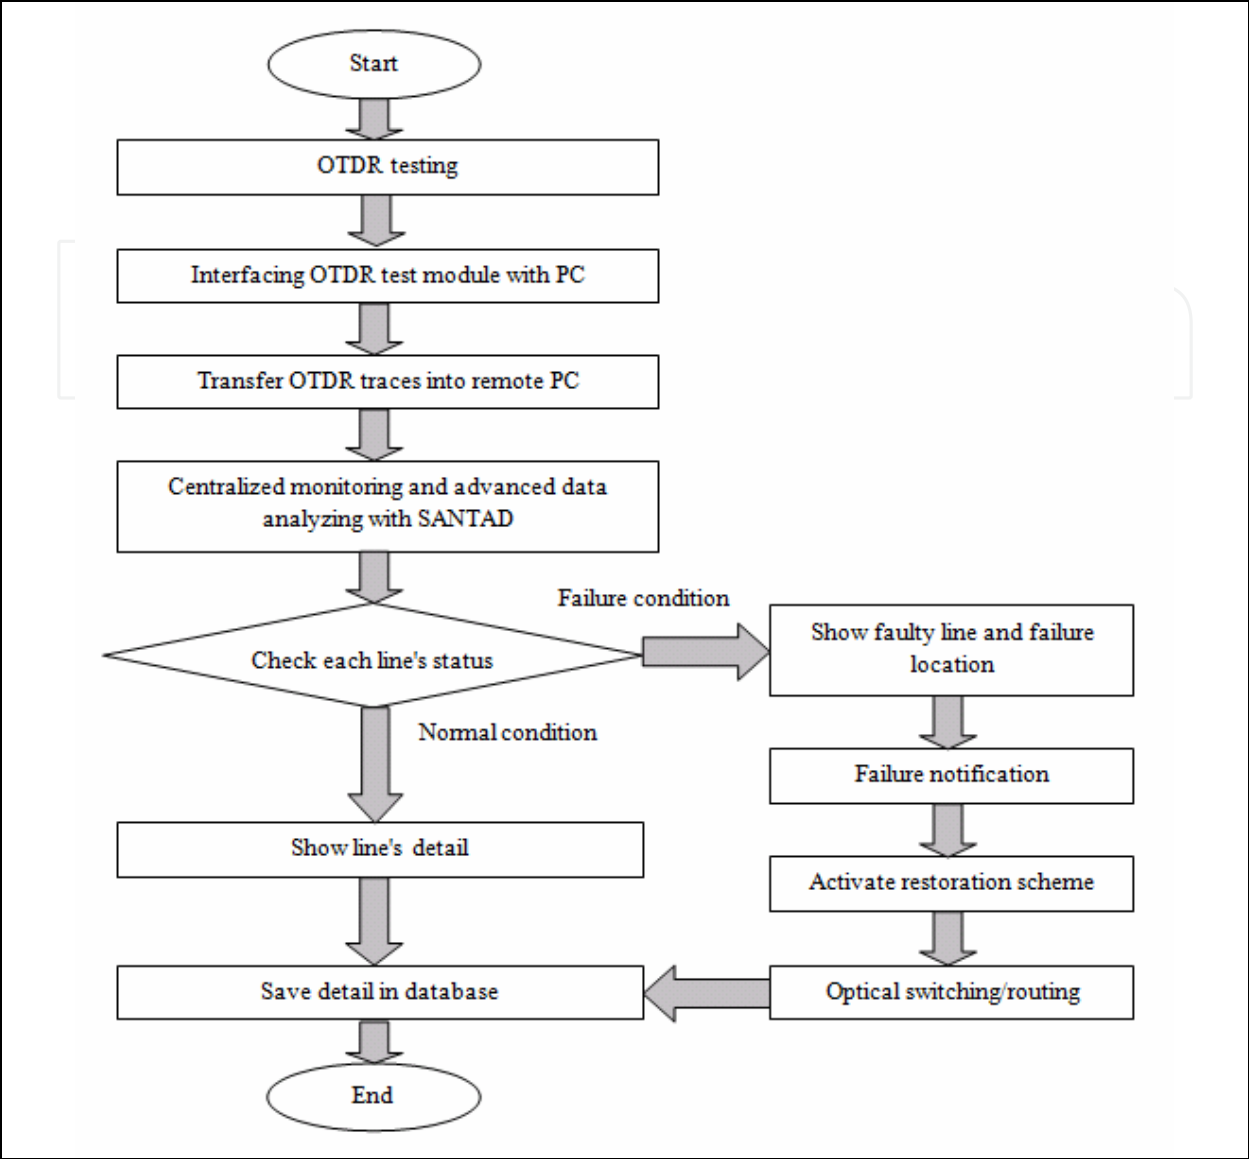 Start
OTDR testing
Interfacing OTDR test module with PC
Transfer OTDR traces into remote PC
Centralized monitoring and advanced data
analyzing with SANTAD
Check each line's status
Failure condition
Show faulty line and failure
location
Failure notification
Activate restoration scheme
Optical switching/routing
Normal condition
Show line's detail
Save detail in database
End